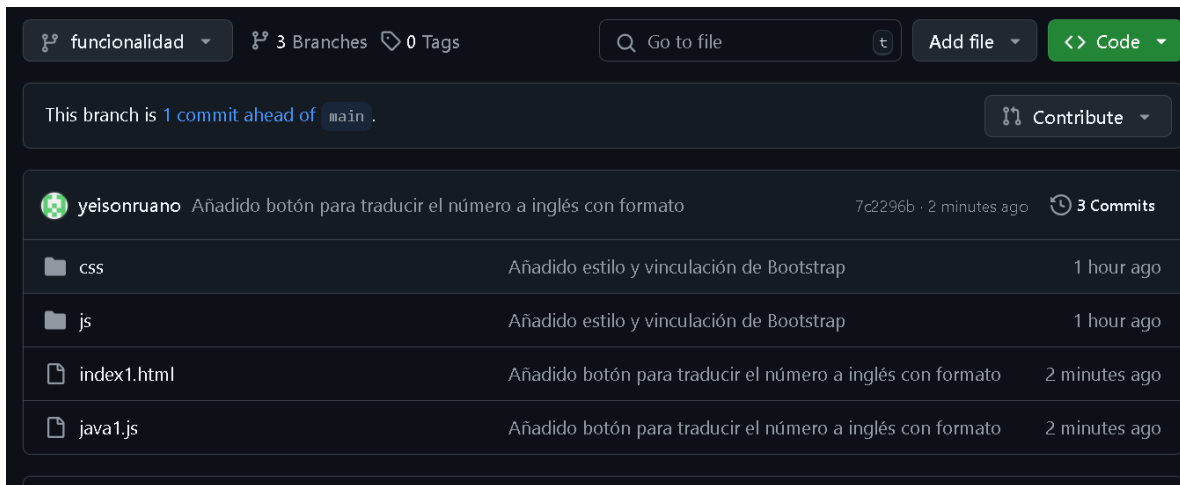 funcionalidad 3 Branches 0 Tags Go to file t Add file <> Code
This branch is 1 commit ahead of main . Contribute
yeisonruano Añadido botón para traducir el número a inglés con formato 7c2296b · 2 minutes ago 3 Commits
css Añadido estilo y vinculación de Bootstrap 1 hour ago
js Añadido estilo y vinculación de Bootstrap 1 hour ago
index1.html Añadido botón para traducir el número a inglés con formato 2 minutes ago
java1.js Añadido botón para traducir el número a inglés con formato 2 minutes ago